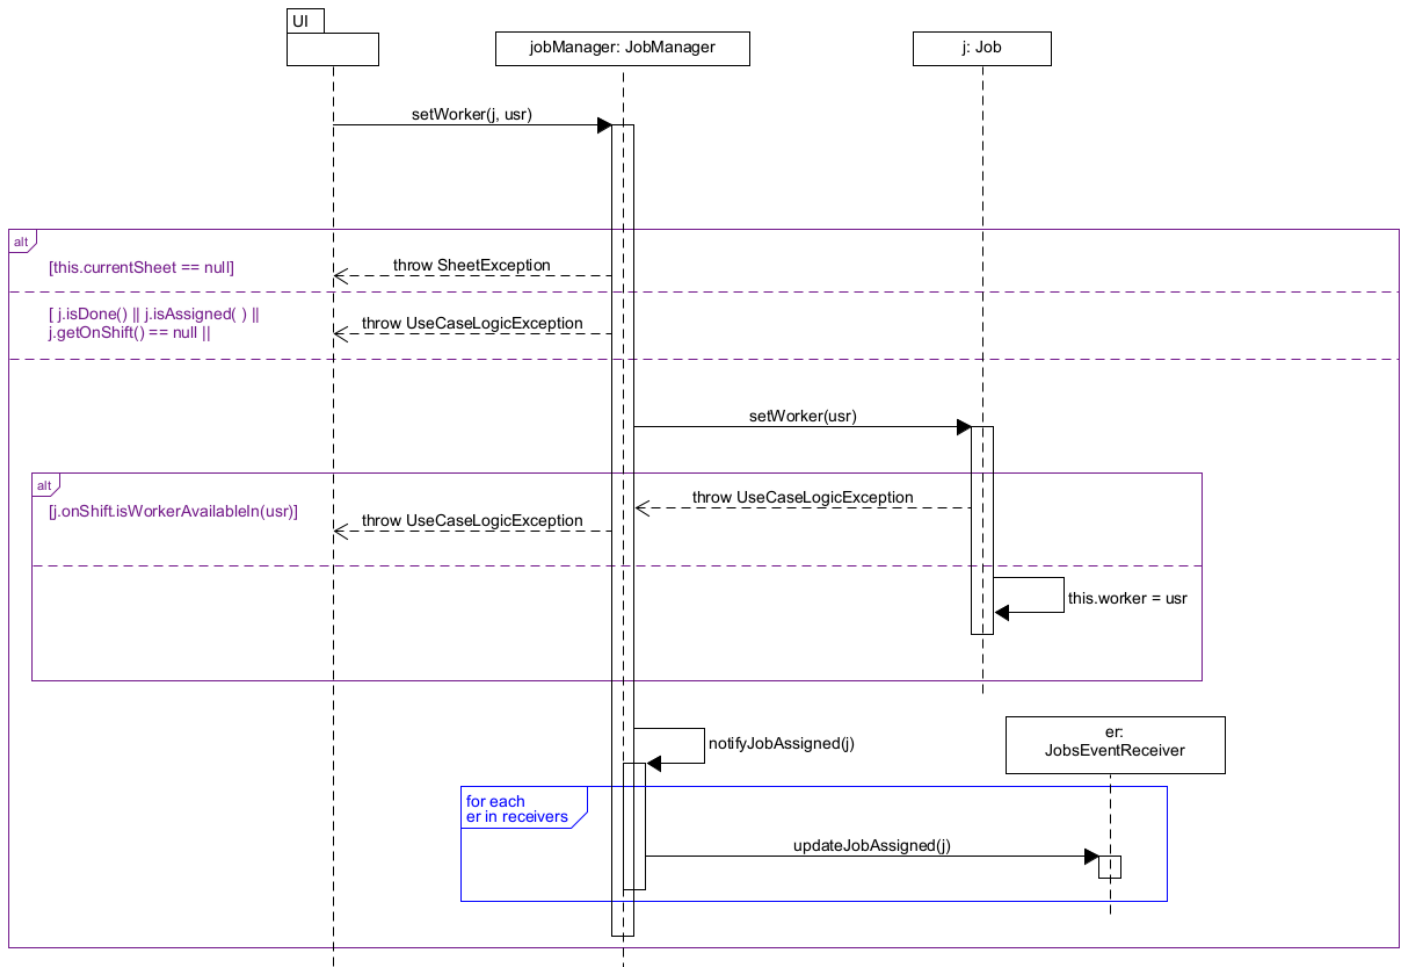 UI
jobManager: JobManager
j: Job
setWorker(j, usr)
alt
[this.currentSheet == null]
throw SheetException
[ j.isDone() || j.isAssigned( ) ||
j.getOnShift() == null ||
throw UseCaseLogicException
setWorker(usr)
alt
[j.onShift.isWorkerAvailableIn(usr)]
throw UseCaseLogicException
throw UseCaseLogicException
this.worker = usr
notifyJobAssigned(j)
er:
JobsEventReceiver
for each
er in receivers
updateJobAssigned(j)